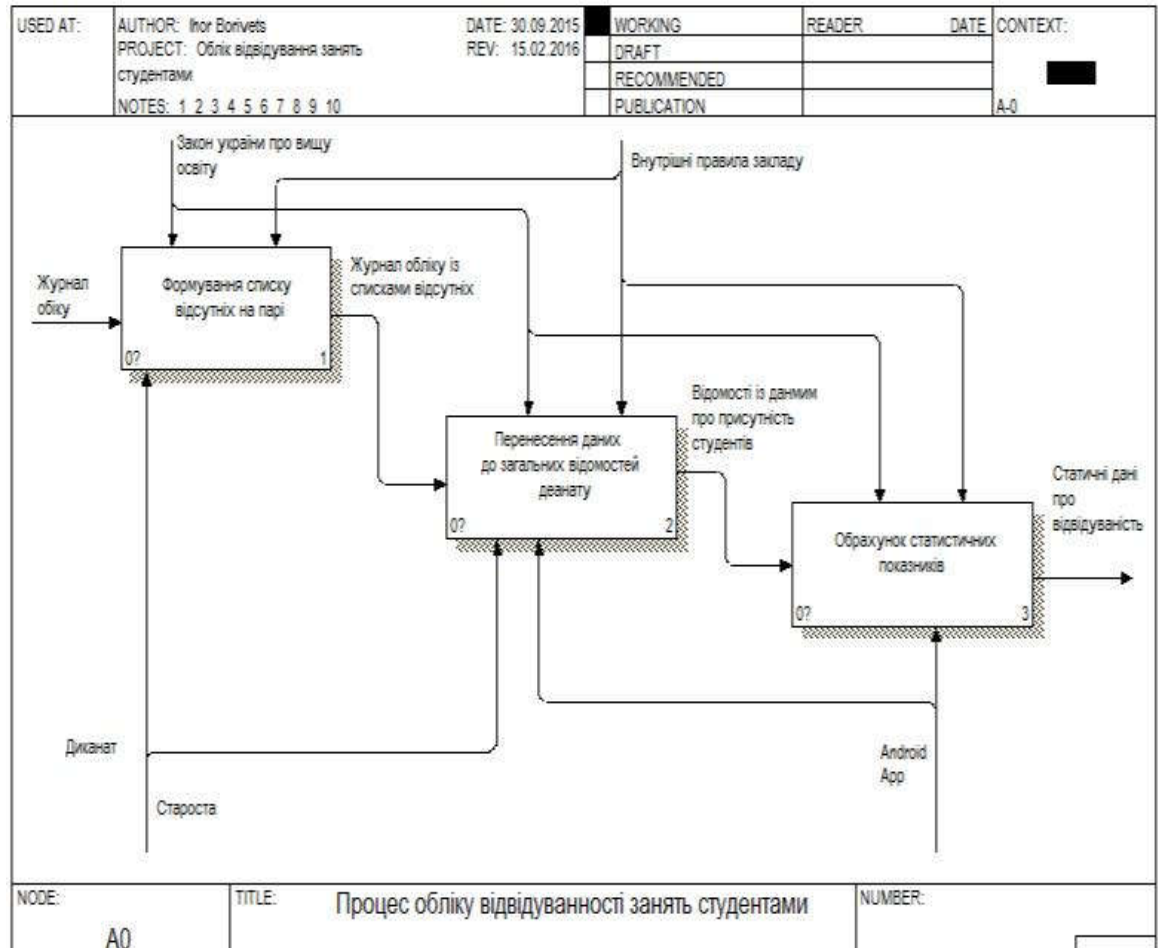 USED AT:
AUTHOR: Ihor Borivets
DATE: 30.09.2015
PROJECT: Облік відвідування занять
REV: 15.02.2016
студентами
NOTES: 1 2 3 4 5 6 7 8 9 10
WORKING
DRAFT
RECOMMENDED
PUBLICATION
READER
DATE
CONTEXT:
A-0
Закон україни про вищу
освіту
Внутрішні правила закладу
Журнал
обіку
Формування списку
відсутніх на парі
0?
1
Журнал обліку із
списками відсутніх
Перенесення даних
до загальних відомостей
деанату
0?
2
Відомості із данмим
про присутність
студентів
Обрахунок статистичних
показників
0?
3
Статичні дані
про
відвідуваність
Диканат
Староста
Android
App
NODE:
A0
TITLE:
Процес обліку відвідуванності занять студентами
NUMBER: